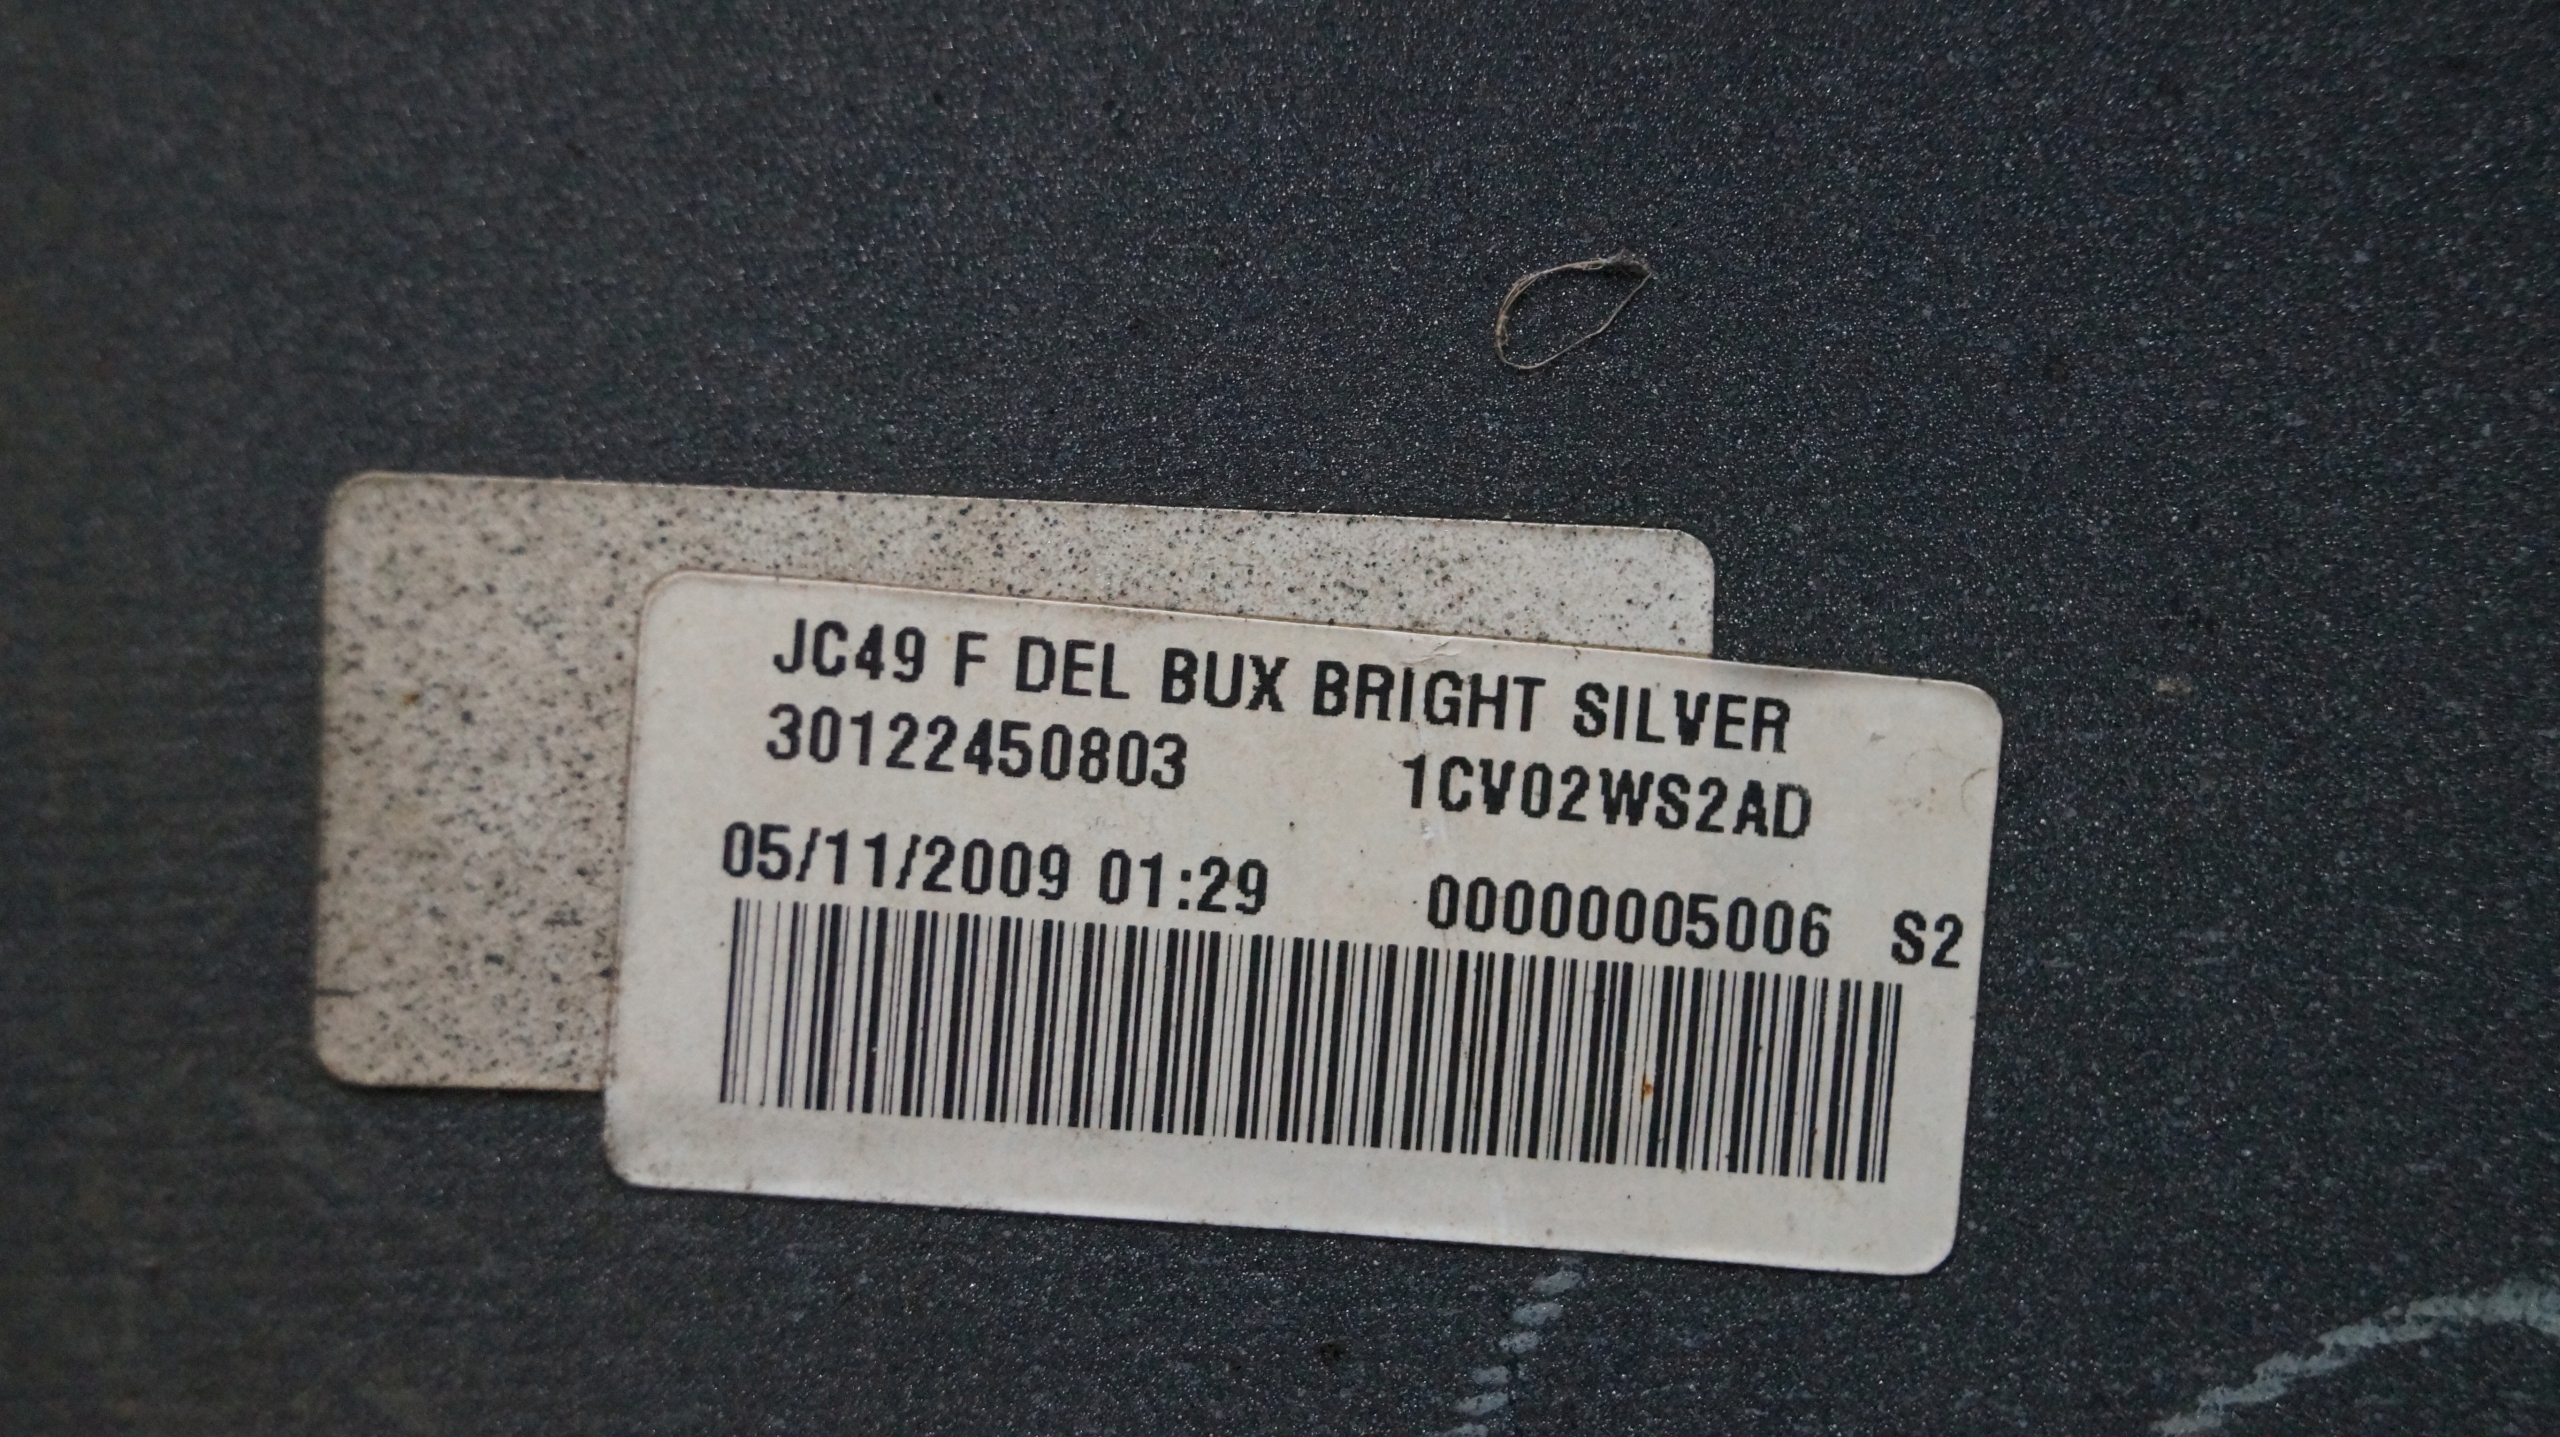 JC49 F DEL BUX BRIGHT SILVER
30122450803 1CV02WS2AD
05/11/2009 01:29 00000005006 S2